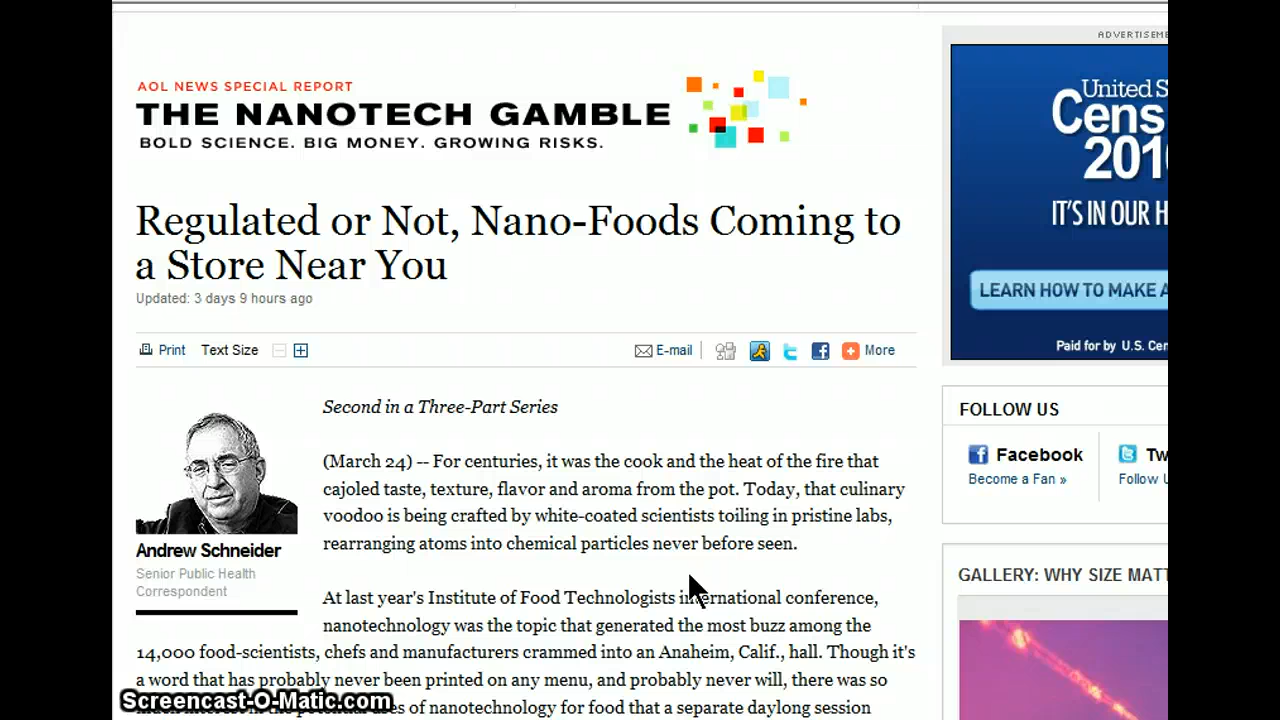 ADVERTISEME
AOL NEWS SPECIAL REPORT
THE NANOTECH GAMBLE
BOLD SCIENCE. BIG MONEY. GROWING RISKS.
United S
Cens
201
IT'S IN OUR H
LEARN HOW TO MAKE A
Paid for by U.S. Cen
Regulated or Not, Nano-Foods Coming to
a Store Near You
Updated: 3 days 9 hours ago
Print Text Size E-mail More
Second in a Three-Part Series
(March 24) -- For centuries, it was the cook and the heat of the fire that
cajoled taste, texture, flavor and aroma from the pot. Today, that culinary
voodoo is being crafted by white-coated scientists toiling in pristine labs,
rearranging atoms into chemical particles never before seen.
Andrew Schneider
Senior Public Health
Correspondent
At last year's Institute of Food Technologists international conference,
nanotechnology was the topic that generated the most buzz among the
14,000 food-scientists, chefs and manufacturers crammed into an Anaheim, Calif., hall. Though it's
a word that has probably never been printed on any menu, and probably never will, there was so
uses of nanotechnology for food that a separate daylong session
FOLLOW US
Facebook Tw
Become a Fan » Follow U
GALLERY: WHY SIZE MATT
Screencast-O-Matic.com